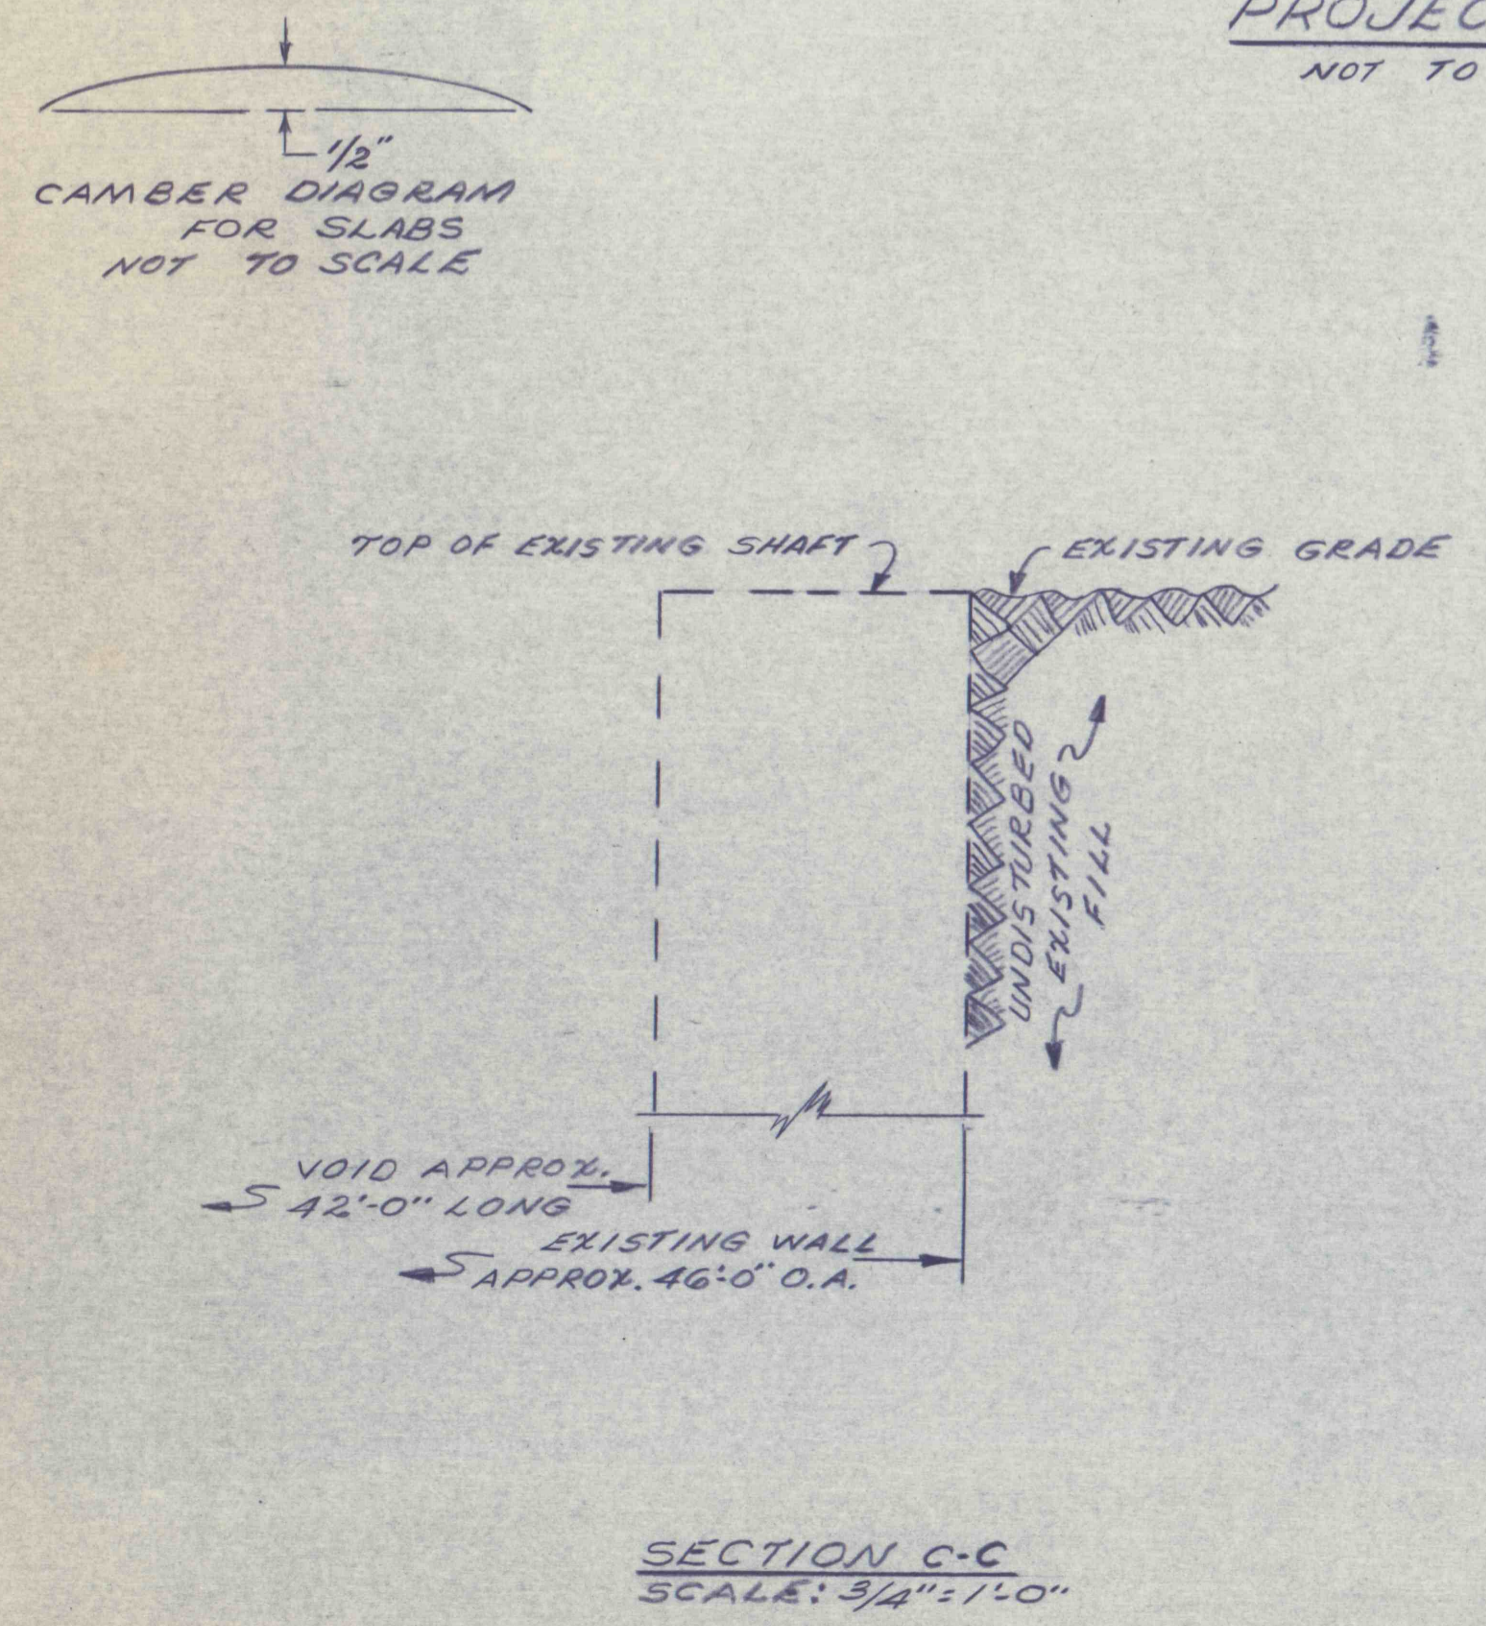 PROJEC
NOT TO
1/2"
CAMBER DIAGRAM
FOR SLABS
NOT TO SCALE
TOP OF EXISTING SHAFT
EXISTING GRADE
UNDISTURBED
EXISTING
FILL
VOID APPROX.
42'-0" LONG
EXISTING WALL
APPROX. 46'-0" O.A.
SECTION C-C
SCALE: 3/4" = 1'-0"